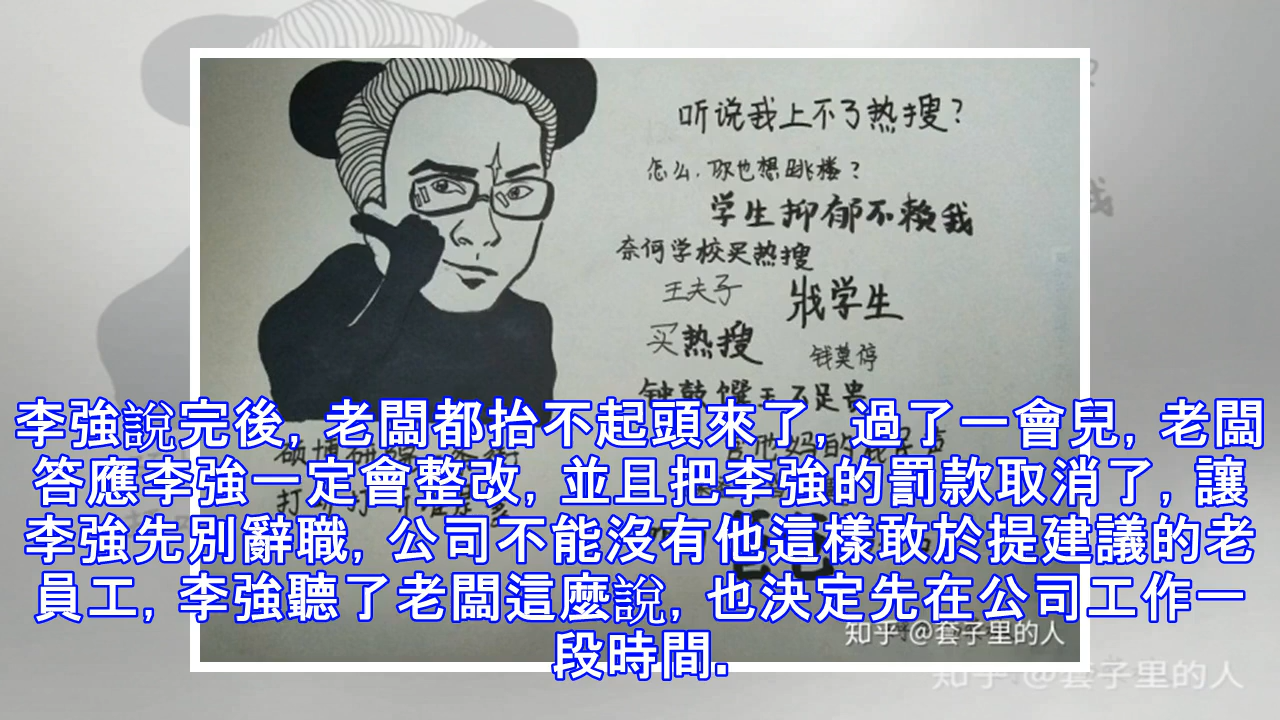 听说我上不了热搜?
怎么,你也想跳楼?
学生抑郁不赖我
奈何学校买热搜
王夫子
戕学生
买热搜
钱莫停
钟鼓馔玉不足贵
李強說完後, 老闆都抬不起頭來了, 過了一會兒, 老闆
答應李強一定會整改, 並且把李強的罰款取消了, 讓
李強先別辭職, 公司不能沒有他這樣敢於提建議的老
員工, 李強聽了老闆這麼說, 也決定先在公司工作一
段時間.
知乎 @套子里的人
知乎 @套子里的人